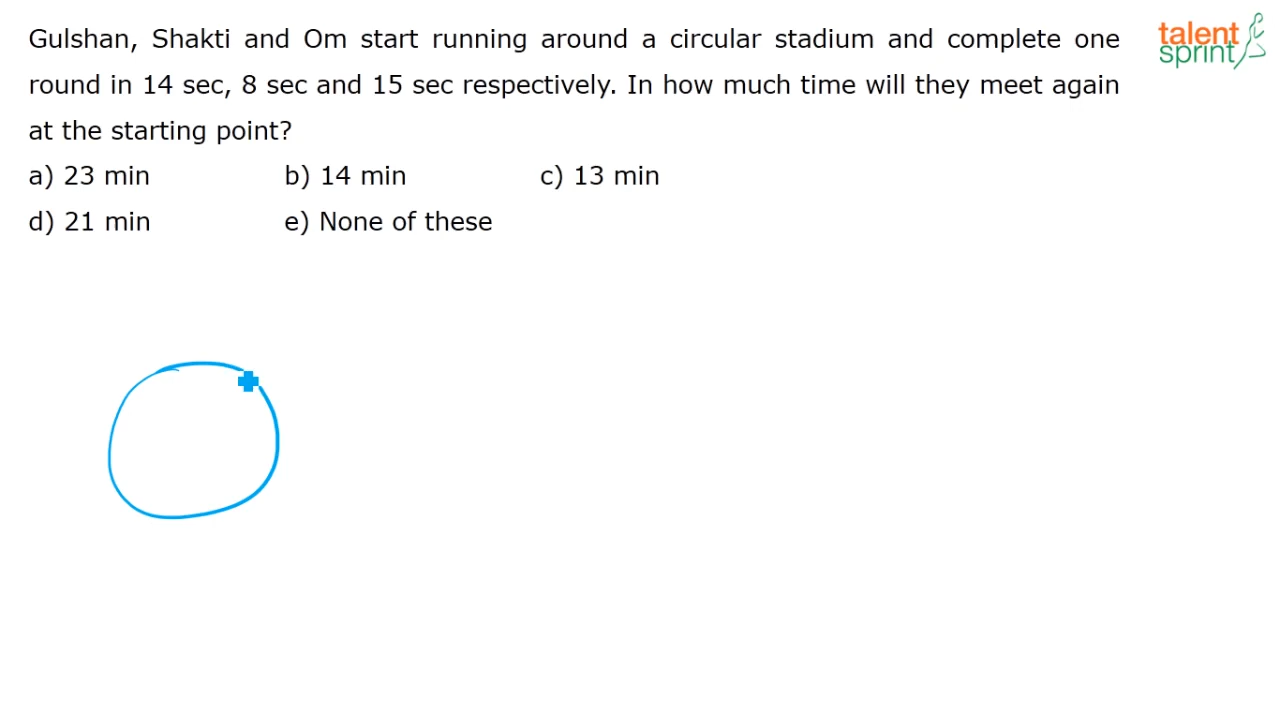 Gulshan, Shakti and Om start running around a circular stadium and complete one
round in 14 sec, 8 sec and 15 sec respectively. In how much time will they meet again
at the starting point?
a) 23 min b) 14 min c) 13 min
d) 21 min e) None of these
talent
sprint